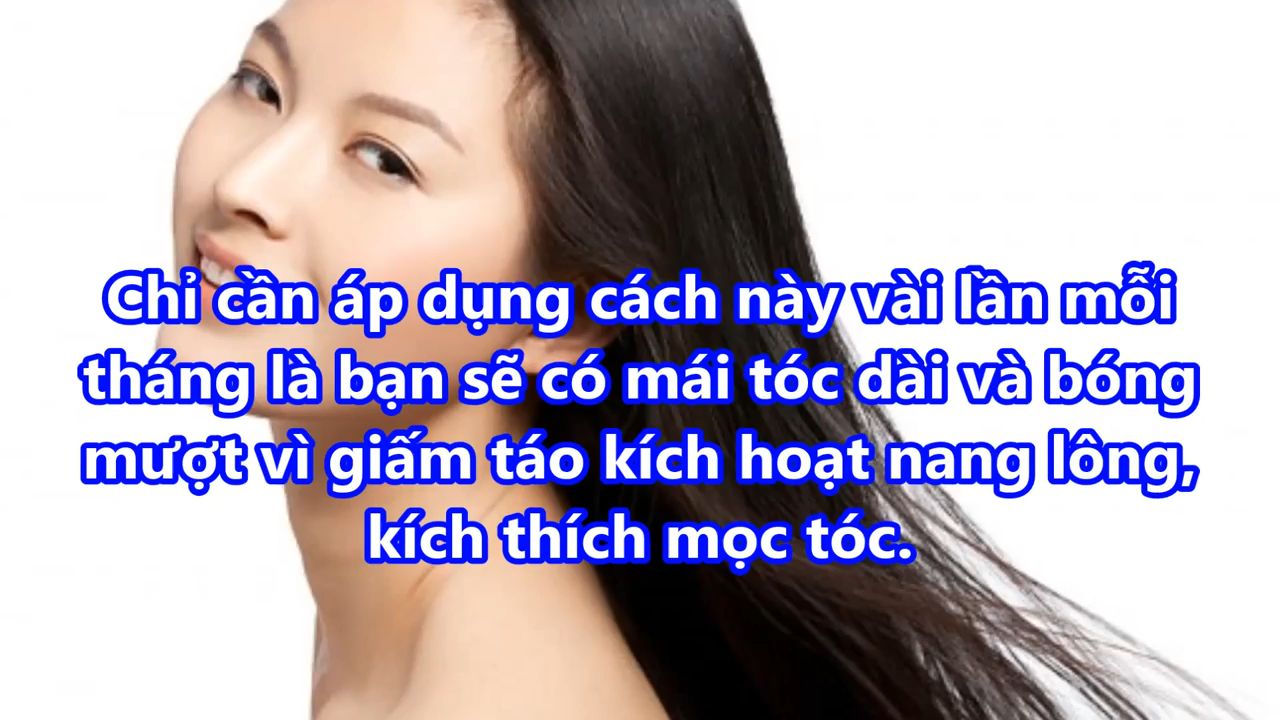 Chỉ cần áp dụng cách này vài lần mỗi
tháng là bạn sẽ có mái tóc dài và bóng
mượt vì giấm táo kích hoạt nang lông,
kích thích mọc tóc.